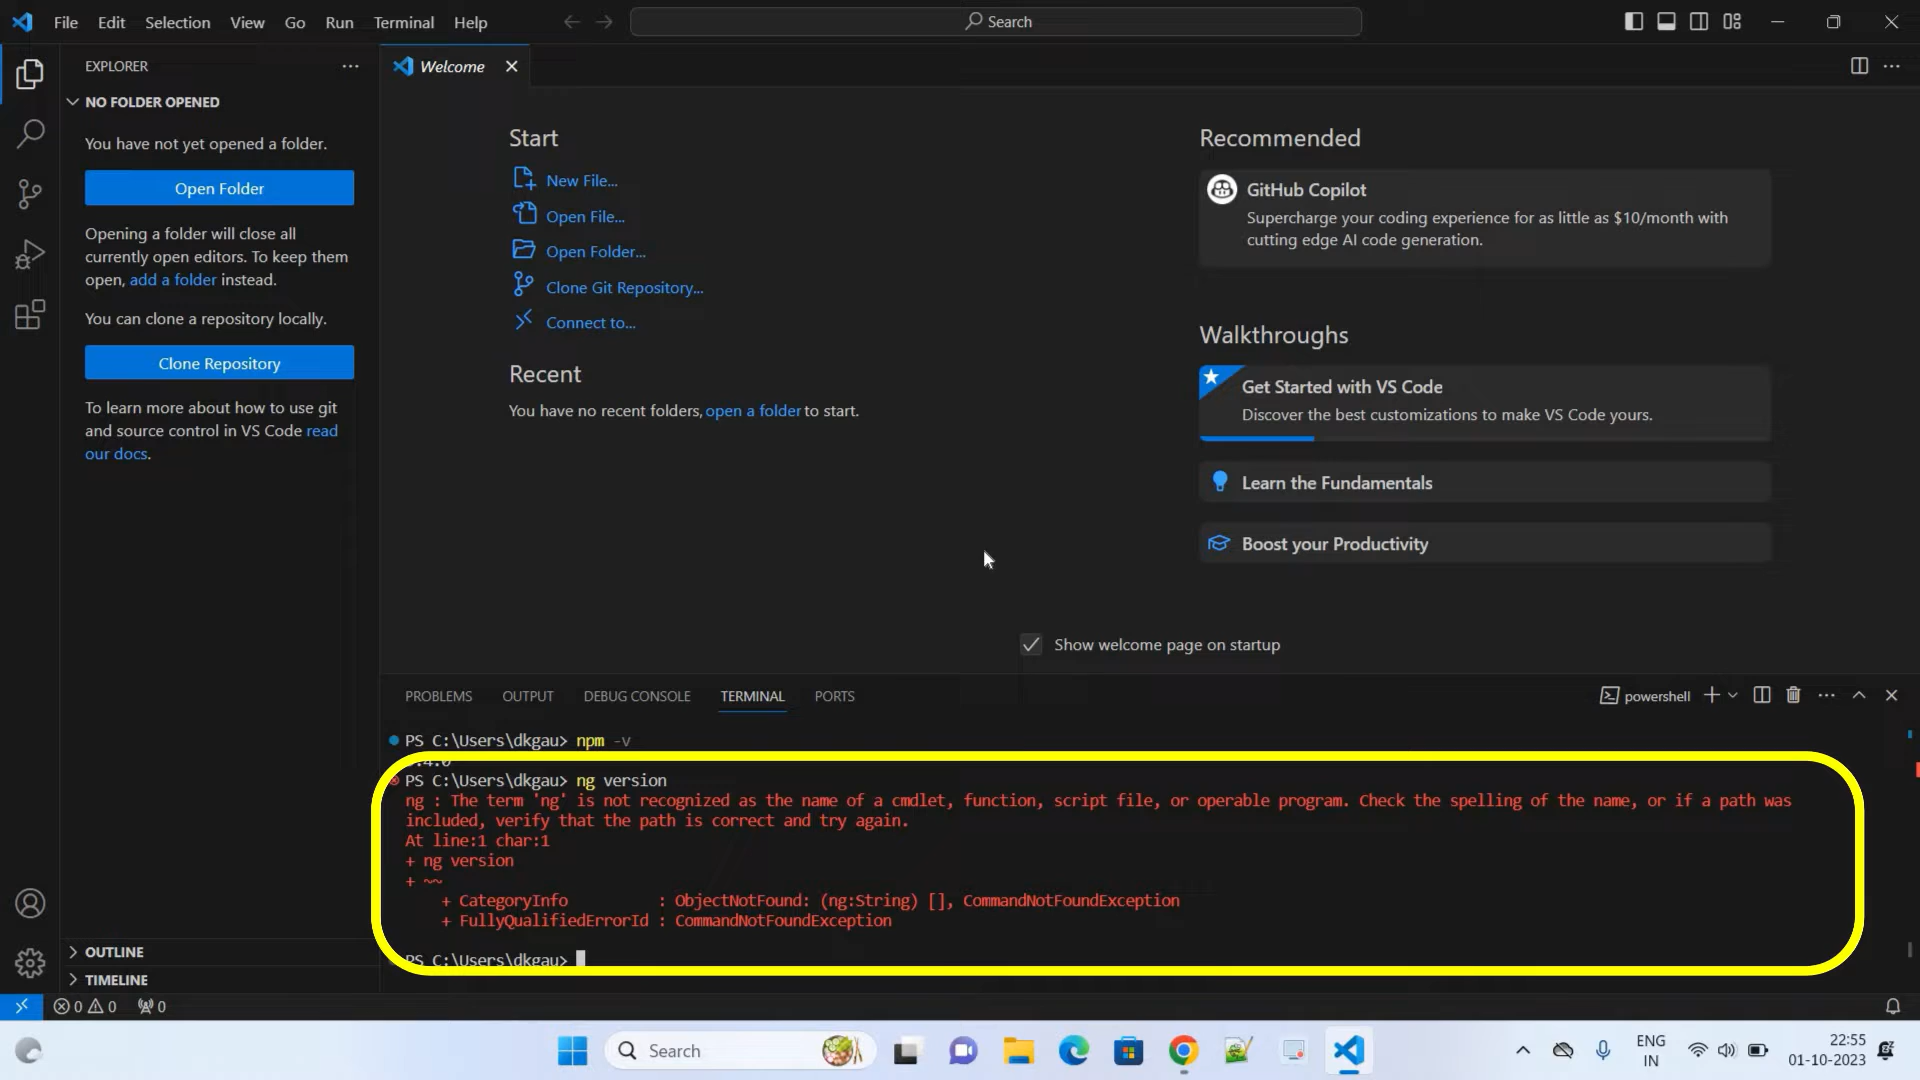 File Edit Selection View Go Run Terminal Help
Search
EXPLORER
Welcome
NO FOLDER OPENED
You have not yet opened a folder.
Open Folder
Opening a folder will close all
currently open editors. To keep them
open, add a folder instead.
You can clone a repository locally.
Clone Repository
To learn more about how to use git
and source control in VS Code read
our docs.
OUTLINE
TIMELINE
Start
New File...
Open File...
Open Folder...
Clone Git Repository...
Connect to...
Recent
You have no recent folders, open a folder to start.
Recommended
GitHub Copilot
Supercharge your coding experience for as little as $10/month with
cutting edge AI code generation.
Walkthroughs
Get Started with VS Code
Discover the best customizations to make VS Code yours.
Learn the Fundamentals
Boost your Productivity
Show welcome page on startup
PROBLEMS OUTPUT DEBUG CONSOLE TERMINAL PORTS
powershell
PS C:\Users\dkgau> npm -v
PS C:\Users\dkgau> ng version
ng : The term 'ng' is not recognized as the name of a cmdlet, function, script file, or operable program. Check the spelling of the name, or if a path was
included, verify that the path is correct and try again.
At line:1 char:1
+ ng version
+ ~~
+ CategoryInfo : ObjectNotFound: (ng:String) [], CommandNotFoundException
+ FullyQualifiedErrorId : CommandNotFoundException
PS C:\Users\dkgau>
0 0 0
Search
ENG
IN
22:55
01-10-2023